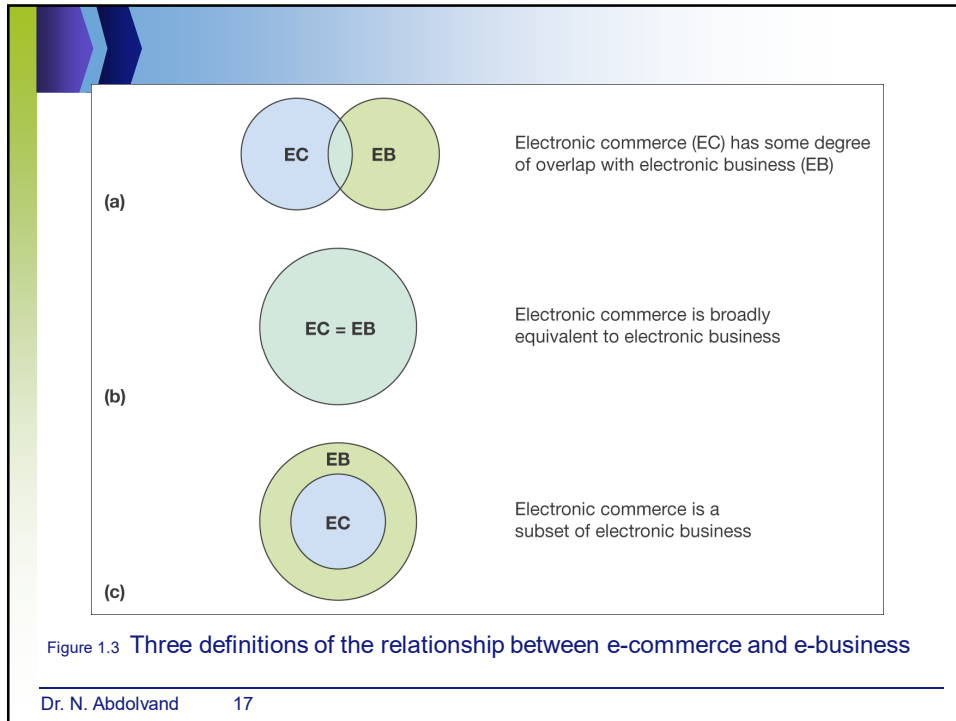 EC
EB
Electronic commerce (EC) has some degree
of overlap with electronic business (EB)
(a)
EC = EB
Electronic commerce is broadly
equivalent to electronic business
(b)
EB
EC
Electronic commerce is a
subset of electronic business
(c)
Figure 1.3 Three definitions of the relationship between e-commerce and e-business
Dr. N. Abdolvand 17